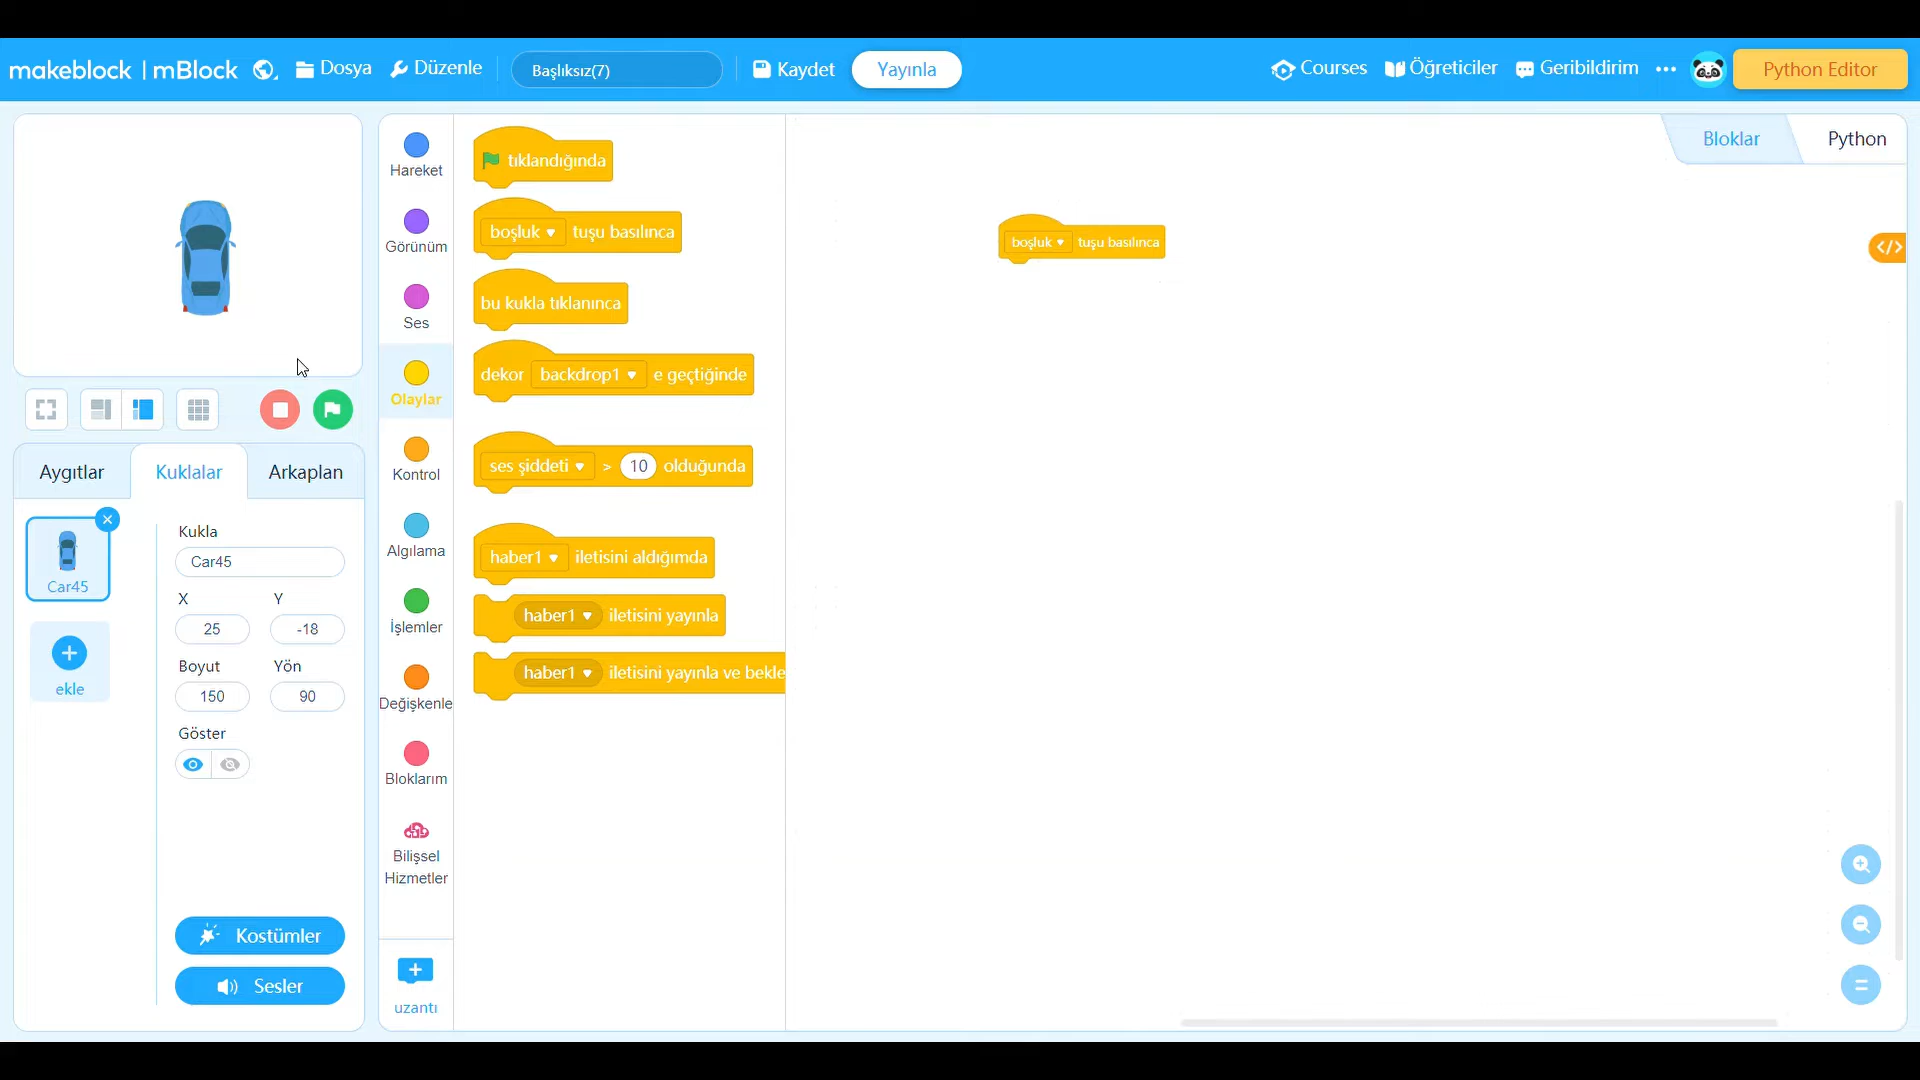 makeblock | mBlock Dosya Düzenle Başlıksız(7) Kaydet Yayınla Courses Öğreticiler Geribildirim Python Editor
Bloklar Python
Hareket
Görünüm
Ses
Olaylar
Kontrol
Algılama
İşlemler
Değişkenle
Bloklarım
Bilişsel
Hizmetler
uzantı
tıklandığında
boşluk tuşu basılınca
bu kukla tıklanınca
dekor backdrop1 e geçtiğinde
ses şiddeti > 10 olduğunda
haber1 iletisini aldığımda
haber1 iletisini yayınla
haber1 iletisini yayınla ve bekle
boşluk tuşu basılınca
</>
Aygıtlar Kuklalar Arkaplan
Car45
ekle
Kukla
Car45
X Y
25 -18
Boyut Yön
150 90
Göster
Kostümler
Sesler